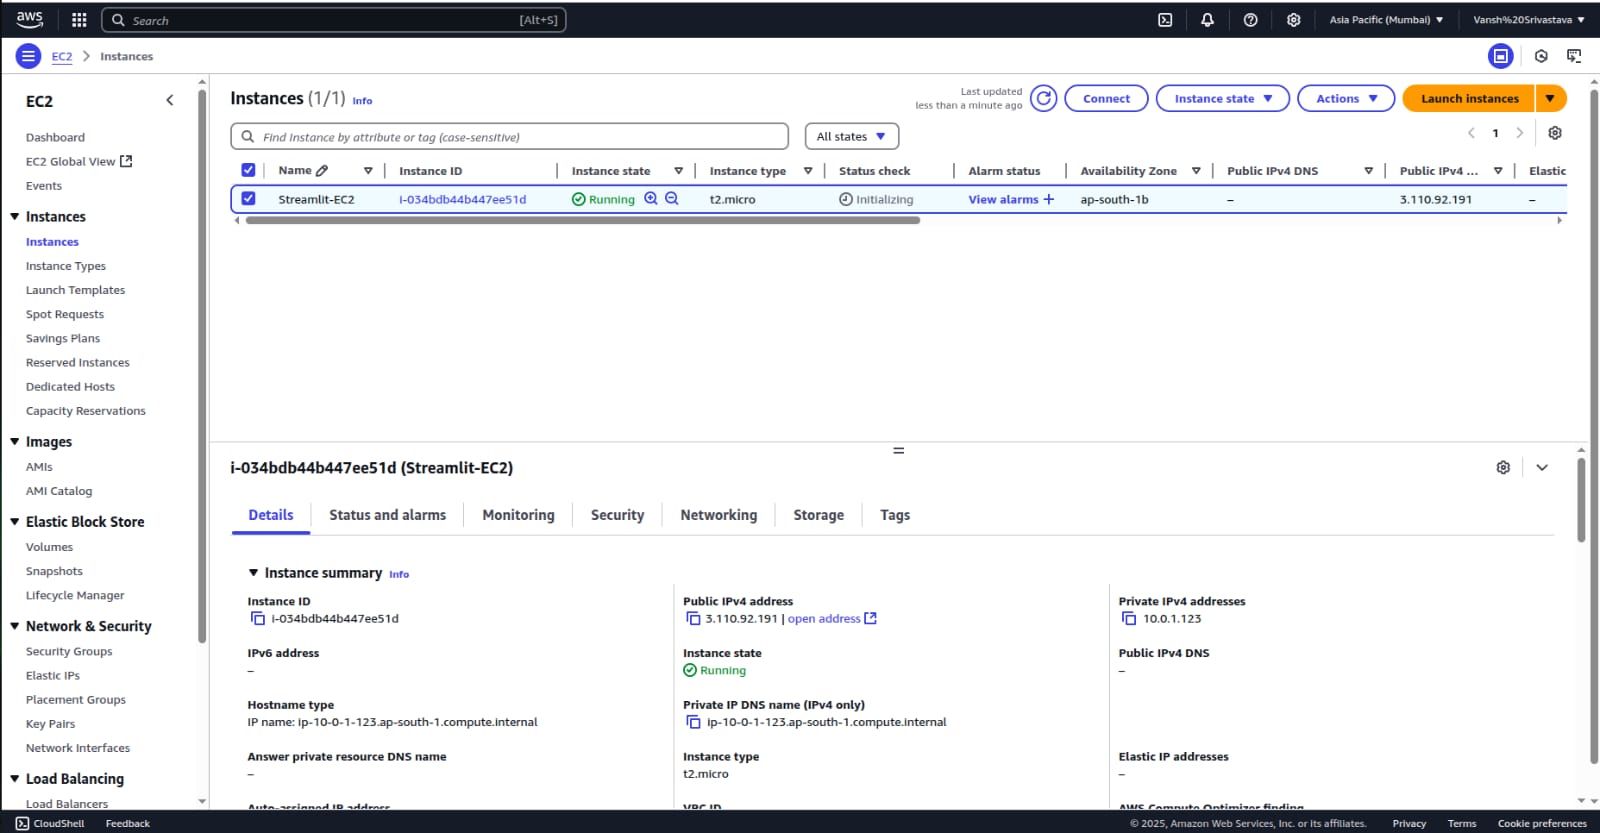 aws
Search [Alt+S]
Asia Pacific (Mumbai)
Vansh%20Srivastava
EC2 > Instances
EC2
Dashboard
EC2 Global View
Events
Instances
Instances
Instance Types
Launch Templates
Spot Requests
Savings Plans
Reserved Instances
Dedicated Hosts
Capacity Reservations
Images
AMIs
AMI Catalog
Elastic Block Store
Volumes
Snapshots
Lifecycle Manager
Network & Security
Security Groups
Elastic IPs
Placement Groups
Key Pairs
Network Interfaces
Load Balancing
Load Balancers
Instances (1/1) Info
Last updated
less than a minute ago
Connect
Instance state
Actions
Launch instances
Find Instance by attribute or tag (case-sensitive)
All states
1
Name Instance ID Instance state Instance type Status check Alarm status Availability Zone Public IPv4 DNS Public IPv4 ... Elastic
Streamlit-EC2 i-034bdb44b447ee51d Running t2.micro Initializing View alarms + ap-south-1b – 3.110.92.191 –
i-034bdb44b447ee51d (Streamlit-EC2)
Details Status and alarms Monitoring Security Networking Storage Tags
Instance summary Info
Instance ID
i-034bdb44b447ee51d
Public IPv4 address
3.110.92.191 | open address
Private IPv4 addresses
10.0.1.123
IPv6 address
–
Instance state
Running
Public IPv4 DNS
–
Hostname type
IP name: ip-10-0-1-123.ap-south-1.compute.internal
Private IP DNS name (IPv4 only)
ip-10-0-1-123.ap-south-1.compute.internal
Answer private resource DNS name
–
Instance type
t2.micro
Elastic IP addresses
–
Auto-assigned IP address
VPC ID
AWS Compute Optimizer finding
CloudShell Feedback
© 2025, Amazon Web Services, Inc. or its affiliates. Privacy Terms Cookie preferences